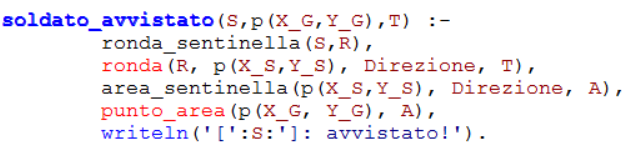 soldato_avvistato(S,p(X_G,Y_G),T) :-
ronda_sentinella(S,R),
ronda(R, p(X_S,Y_S), Direzione, T),
area_sentinella(p(X_S,Y_S), Direzione, A),
punto_area(p(X_G, Y_G), A),
writeln('[':S:']: avvistato!').